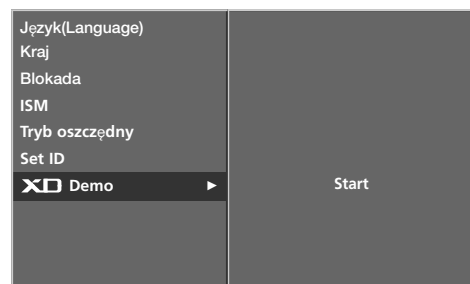 Język(Language)
Kraj
Blokada
ISM
Tryb oszczędny
Set ID
XD Demo ► Start